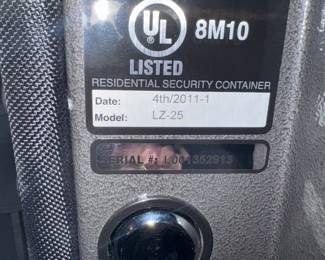 UL
8M10
LISTED
RESIDENTIAL SECURITY CONTAINER
Date: 4th/2011-1
Model: LZ-25
SERIAL #: L001352913